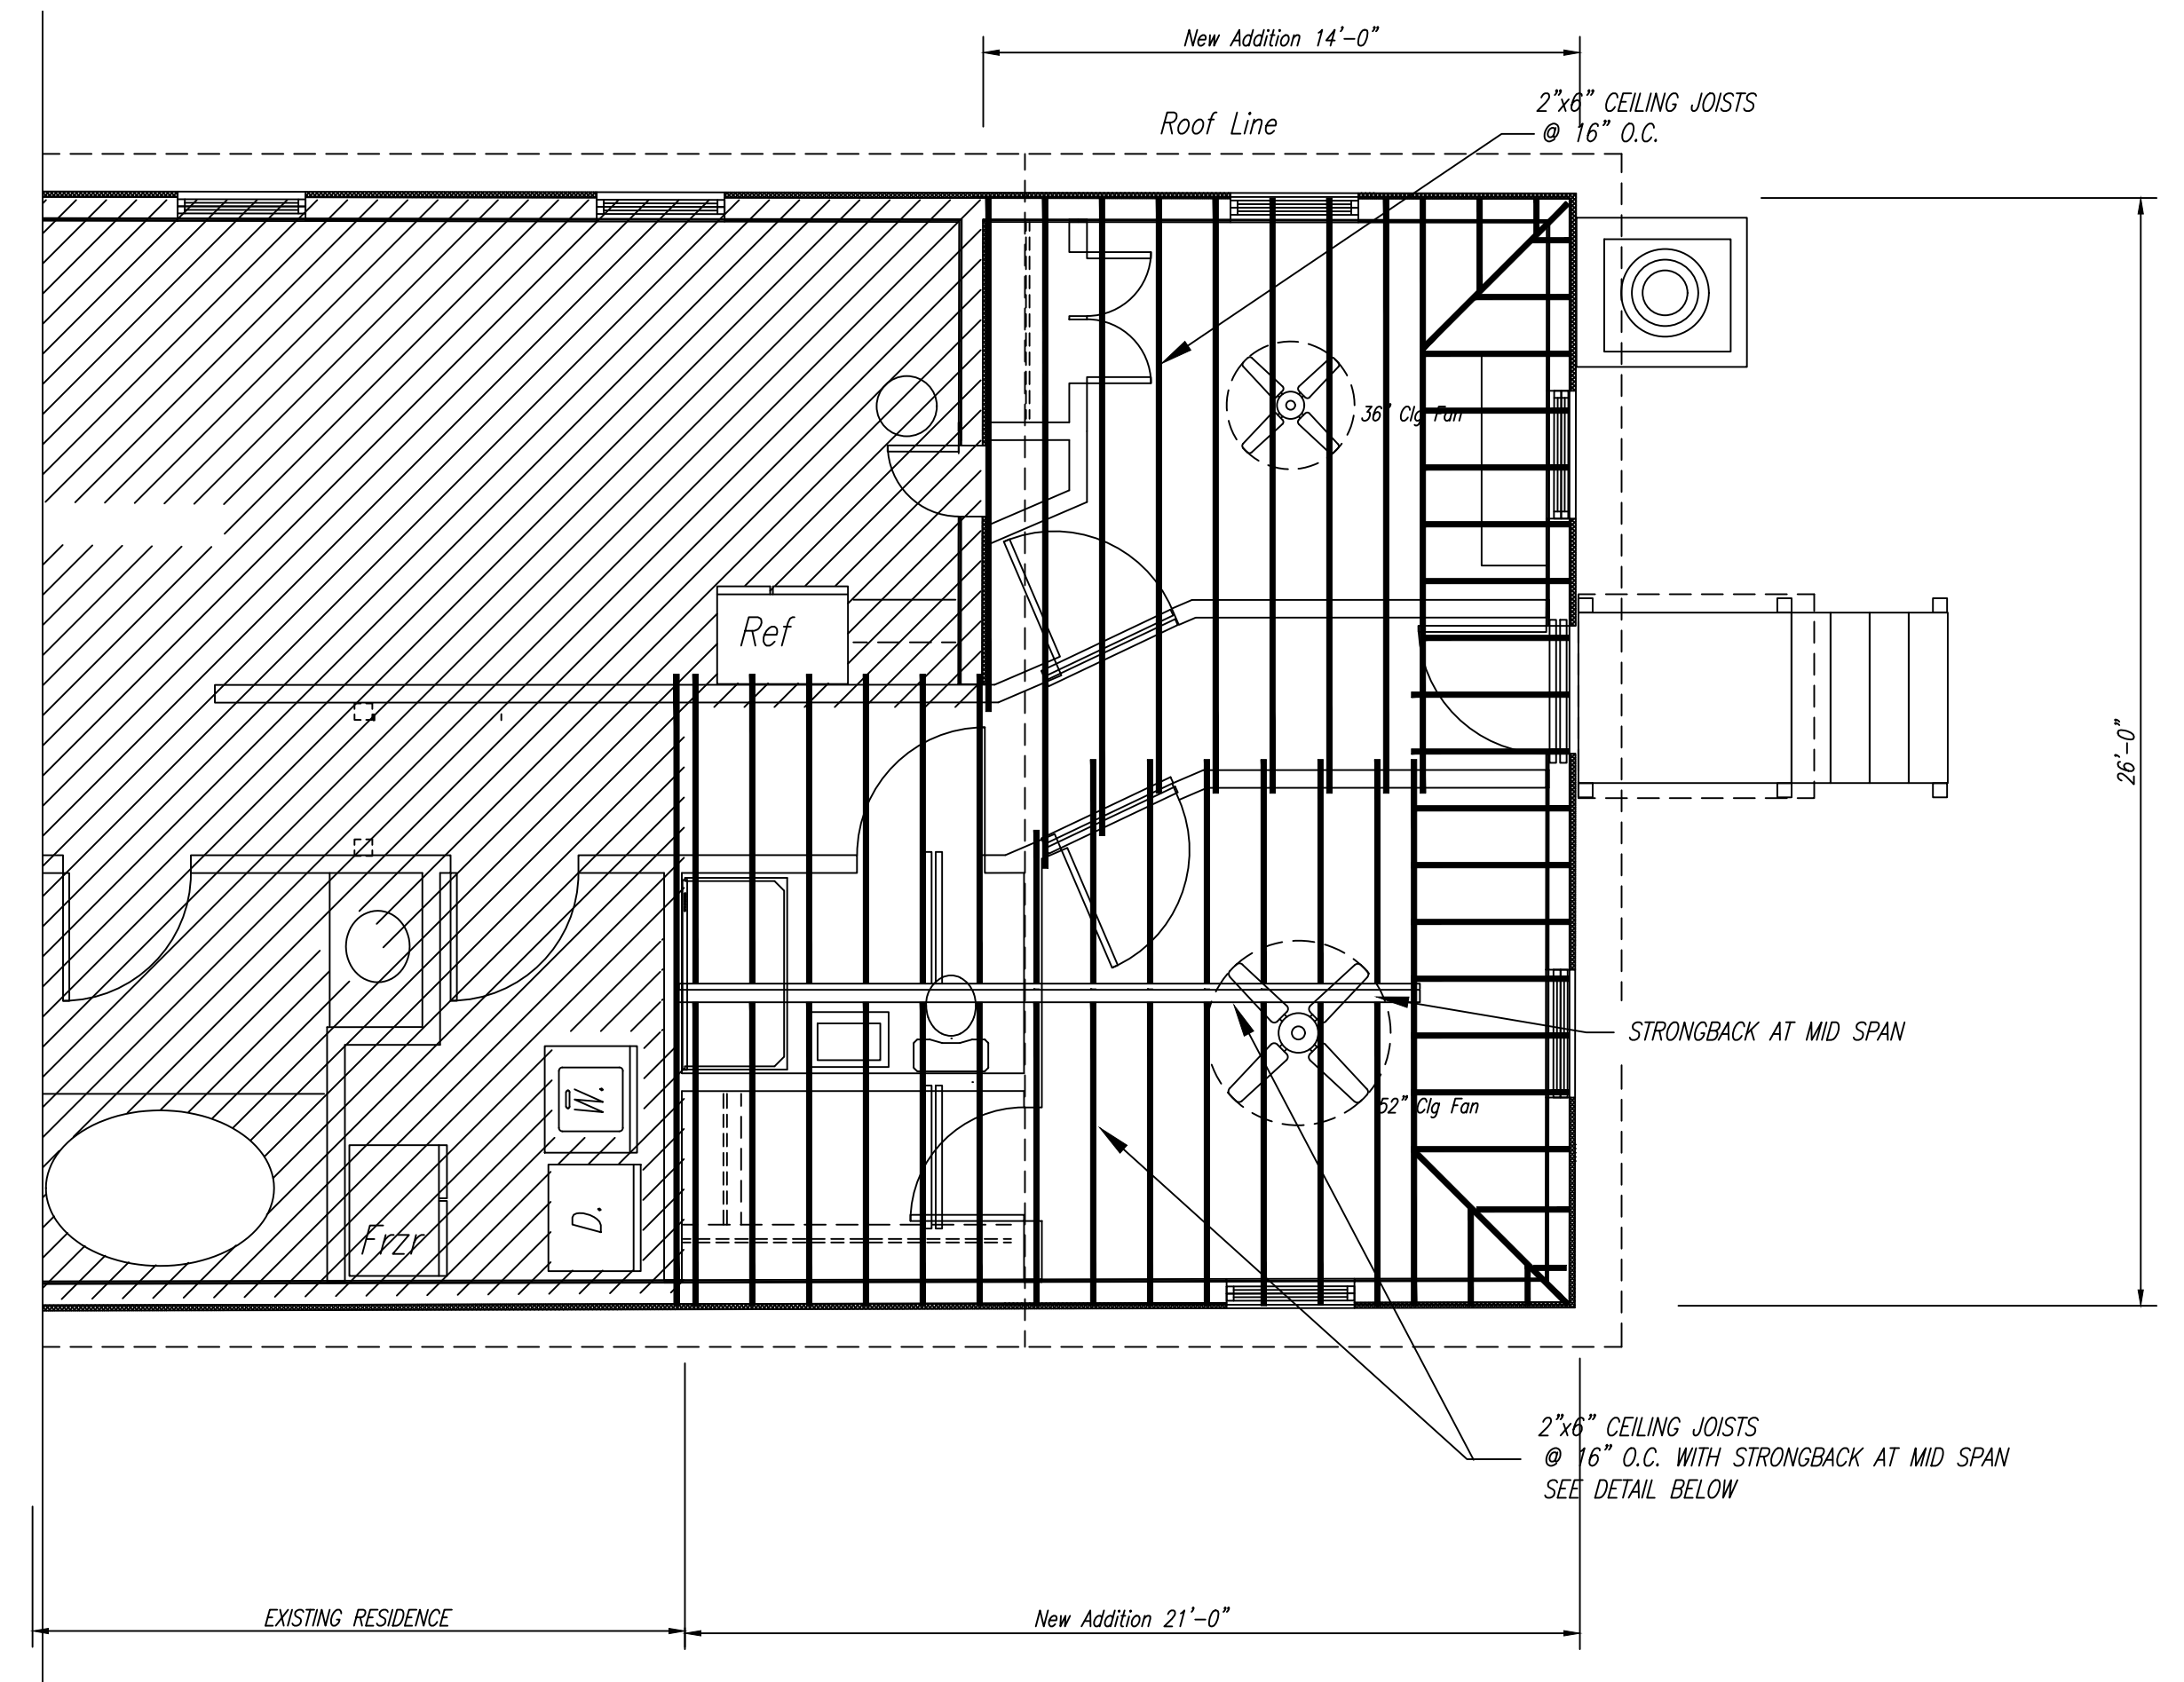 New Addition 14'-0"
2"x6" CEILING JOISTS
@ 16" O.C.
Roof Line
36" Clg Fan
Ref
26'-0"
STRONGBACK AT MID SPAN
W.
52" Clg Fan
D.
Frzr
2"x6" CEILING JOISTS
@ 16" O.C. WITH STRONGBACK AT MID SPAN
SEE DETAIL BELOW
EXISTING RESIDENCE
New Addition 21'-0"